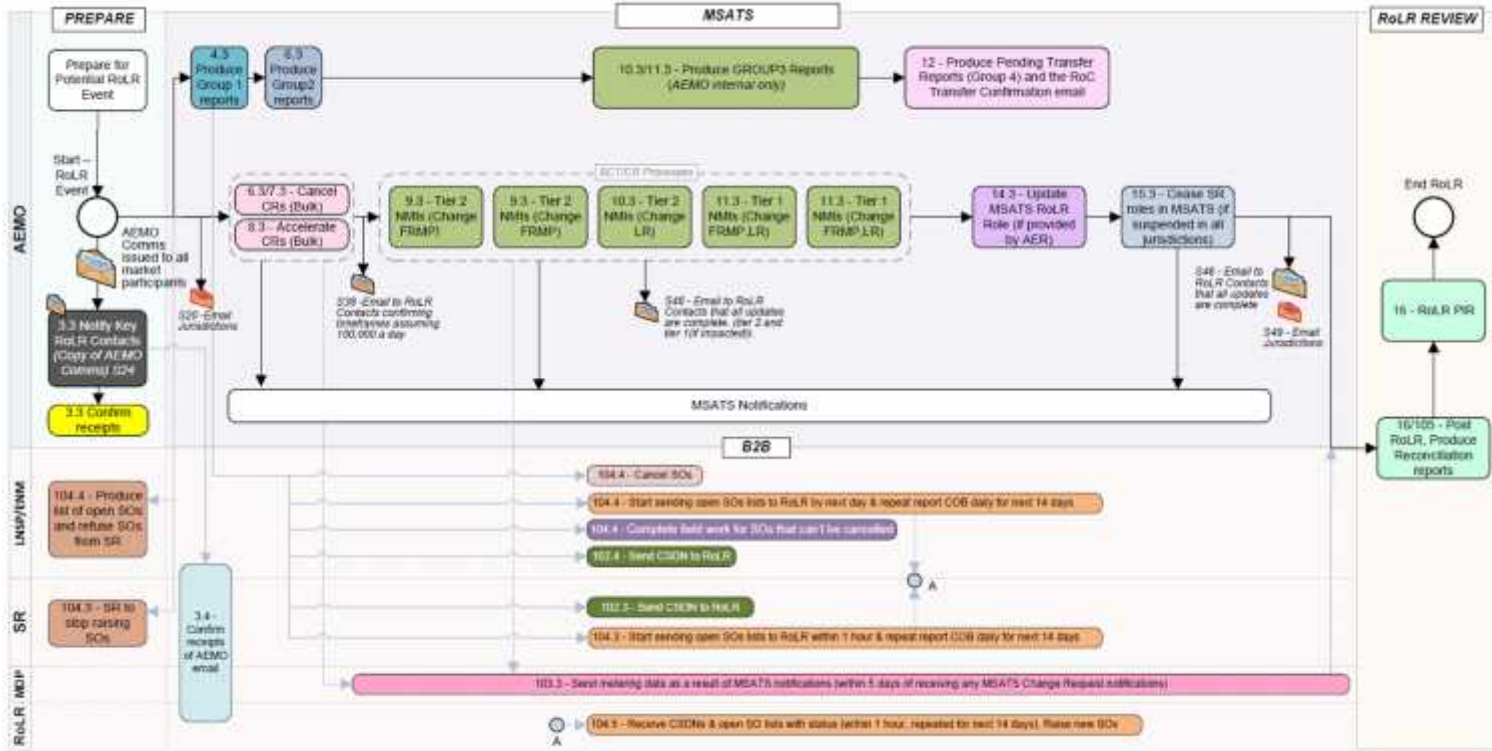 PREPARE
MSATS
RoLR REVIEW
AEMO
Prepare for
Potential RoLR
Event
4.3
Produce
Group 1
reports
6.3
Produce
Group2
reports
10.3/11.3 - Produce GROUP3 Reports
(AEMO internal only)
12 - Produce Pending Transfer
Reports (Group 4) and the RoC
Transfer Confirmation email
Start –
RoLR
Event
AEMO
Comms
issued to all
market
participants
S20 -Email
Jurisdictions
6.3/7.3 - Cancel
CRs (Bulk)
8.3 - Accelerate
CRs (Bulk)
Processes
9.3 - Tier 2
NMIs (Change
FRMP)
9.3 - Tier 2
NMIs (Change
FRMP)
10.3 - Tier 2
NMIs (Change
LR)
11.3 - Tier 1
NMIs (Change
FRMP,LR)
11.3 - Tier 1
NMIs (Change
FRMP,LR)
14.3 - Update
MSATS RoLR
Role (If provided
by AER)
15.3 - Cease SR
roles in MSATS (if
suspended in all
jurisdictions)
End RoLR
S38 -Email to RoLR
Contacts confirming
timeframes assuming
100,000 a day
Email to RoLR
Contacts that all updates
are complete. (tier 2 and
tier 1(if impacted).
S46 - Email to
RoLR Contacts
that all updates
are complete
S49 - Email
Jurisdictions
3.3 Notify Key
RoLR Contacts
(Copy of AEMO
Comms) S24
3.3 Confirm
receipts
16 - RoLR PIR
MSATS Notifications
16/105 - Post
RoLR, Produce
Reconciliation
reports
B2B
LNSP/ENM
104.4 - Produce
list of open SOs
and refuse SOs
from SR
104.4 - Cancel SOs
104.4 - Start sending open SOs lists to RoLR by next day & repeat report COB daily for next 14 days
104.4 - Complete field work for SOs that can't be cancelled
102.4 - Send CSDN to RoLR
A
SR
104.3 - SR to
stop raising
SOs
3.4 -
Confirm
receipts
of AEMO
email
102.3 - Send CSDN to RoLR
104.3 - Start sending open SOs lists to RoLR within 1 hour & repeat report COB daily for next 14 days
MDP
103.3 - Send metering data as a result of MSATS notifications (within 5 days of receiving any MSATS Change Request notifications)
RoLR
A
104.5 - Receive CSDNs & open SO lists with status (within 1 hour, repeated for next 14 days). Raise new SOs